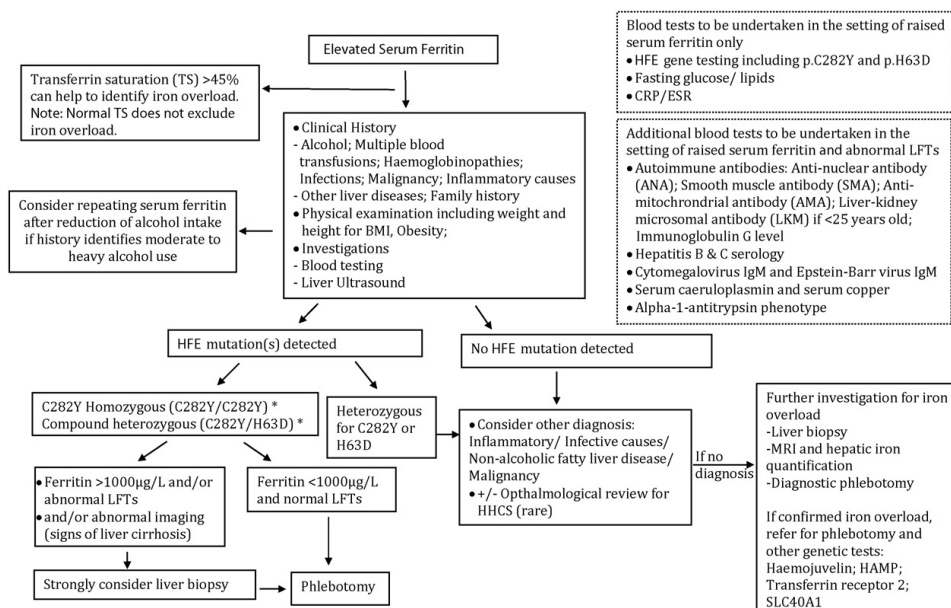 Elevated Serum Ferritin
Transferrin saturation (TS) >45%
can help to identify iron overload.
Note: Normal TS does not exclude
iron overload.
● Clinical History
- Alcohol; Multiple blood
transfusions; Haemoglobinopathies;
Infections; Malignancy; Inflammatory causes
- Other liver diseases; Family history
● Physical examination including weight and
height for BMI, Obesity;
● Investigations
- Blood testing
- Liver Ultrasound
Consider repeating serum ferritin
after reduction of alcohol intake
if history identifies moderate to
heavy alcohol use
Blood tests to be undertaken in the setting of raised
serum ferritin only
● HFE gene testing including p.C282Y and p.H63D
● Fasting glucose/ lipids
● CRP/ESR
Additional blood tests to be undertaken in the
setting of raised serum ferritin and abnormal LFTs
● Autoimmune antibodies: Anti-nuclear antibody
(ANA); Smooth muscle antibody (SMA); Anti-
mitochrondrial antibody (AMA); Liver-kidney
microsomal antibody (LKM) if <25 years old;
Immunoglobulin G level
● Hepatitis B & C serology
● Cytomegalovirus IgM and Epstein-Barr virus IgM
● Serum caeruloplasmin and serum copper
● Alpha-1-antitrypsin phenotype
HFE mutation(s) detected
No HFE mutation detected
C282Y Homozygous (C282Y/C282Y) *
Compound heterozygous (C282Y/H63D) *
Heterozygous
for C282Y or
H63D
● Consider other diagnosis:
Inflammatory/ Infective causes/
Non-alcoholic fatty liver disease/
Malignancy
● +/- Opthalmological review for
HHCS (rare)
If no
diagnosis
Further investigation for iron
overload
-Liver biopsy
-MRI and hepatic iron
quantification
-Diagnostic phlebotomy
If confirmed iron overload,
refer for phlebotomy and
other genetic tests:
Haemojuvelin; HAMP;
Transferrin receptor 2;
SLC40A1
● Ferritin >1000µg/L and/or
abnormal LFTs
● and/or abnormal imaging
(signs of liver cirrhosis)
Ferritin <1000µg/L
and normal LFTs
Strongly consider liver biopsy
Phlebotomy